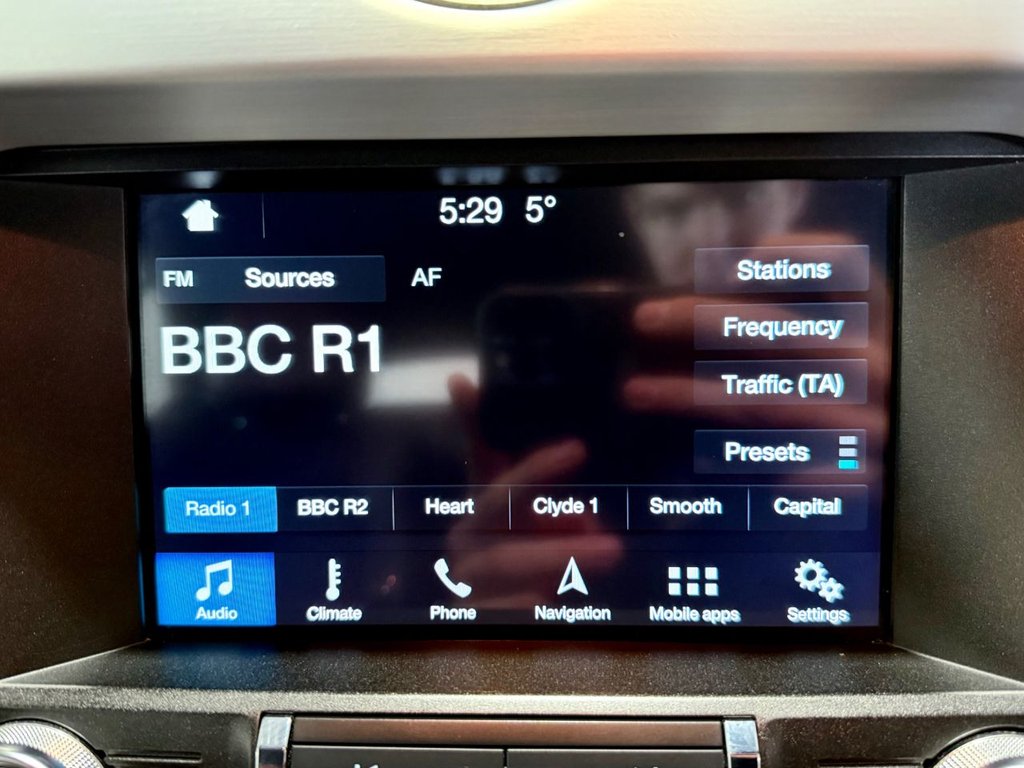 5:29 5°
FM Sources AF
Stations
BBC R1
Frequency
Traffic (TA)
Presets
Radio 1 BBC R2 Heart Clyde 1 Smooth Capital
Audio Climate Phone Navigation Mobile apps Settings